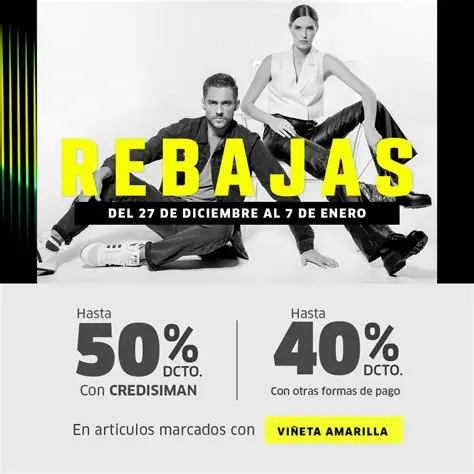 REBAJAS
DEL 27 DE DICIEMBRE AL 7 DE ENERO
Hasta
50% DCTO.
Con CREDISIMAN
Hasta
40% DCTO.
Con otras formas de pago
En artículos marcados con VIÑETA AMARILLA